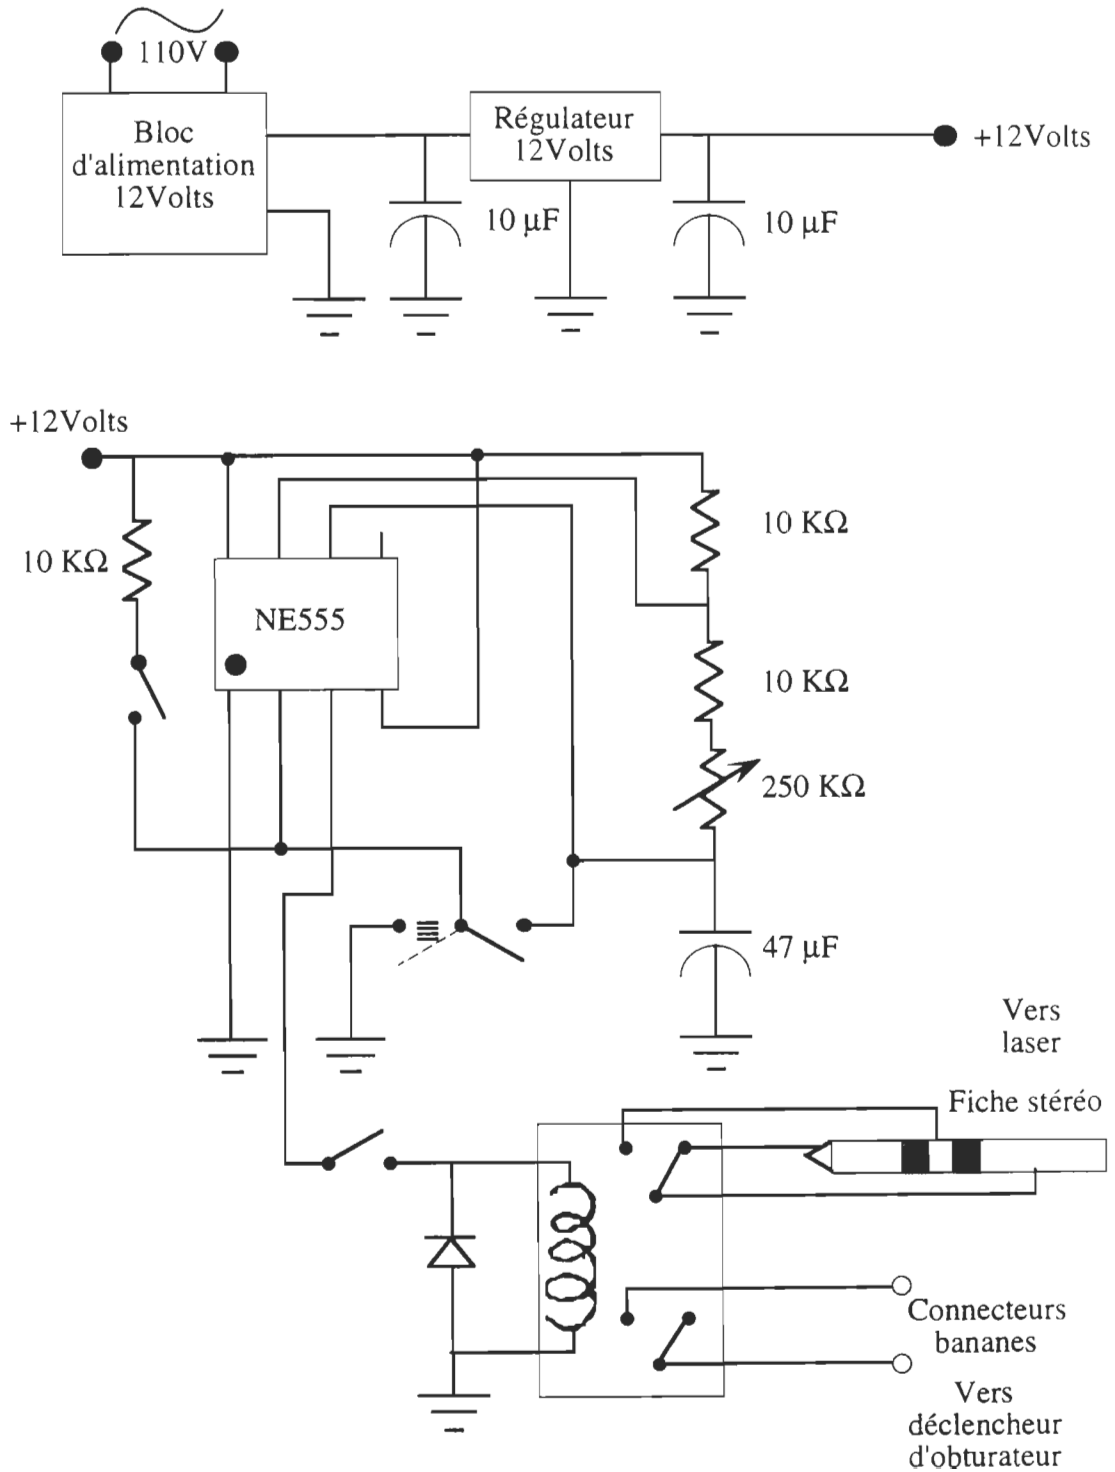 110V
Bloc
d'alimentation
12Volts
Régulateur
12Volts
+12Volts
10 µF
10 µF
+12Volts
10 KΩ
10 KΩ
NE555
10 KΩ
250 KΩ
47 µF
Vers
laser
Fiche stéréo
Connecteurs
bananes
Vers
déclencheur
d'obturateur